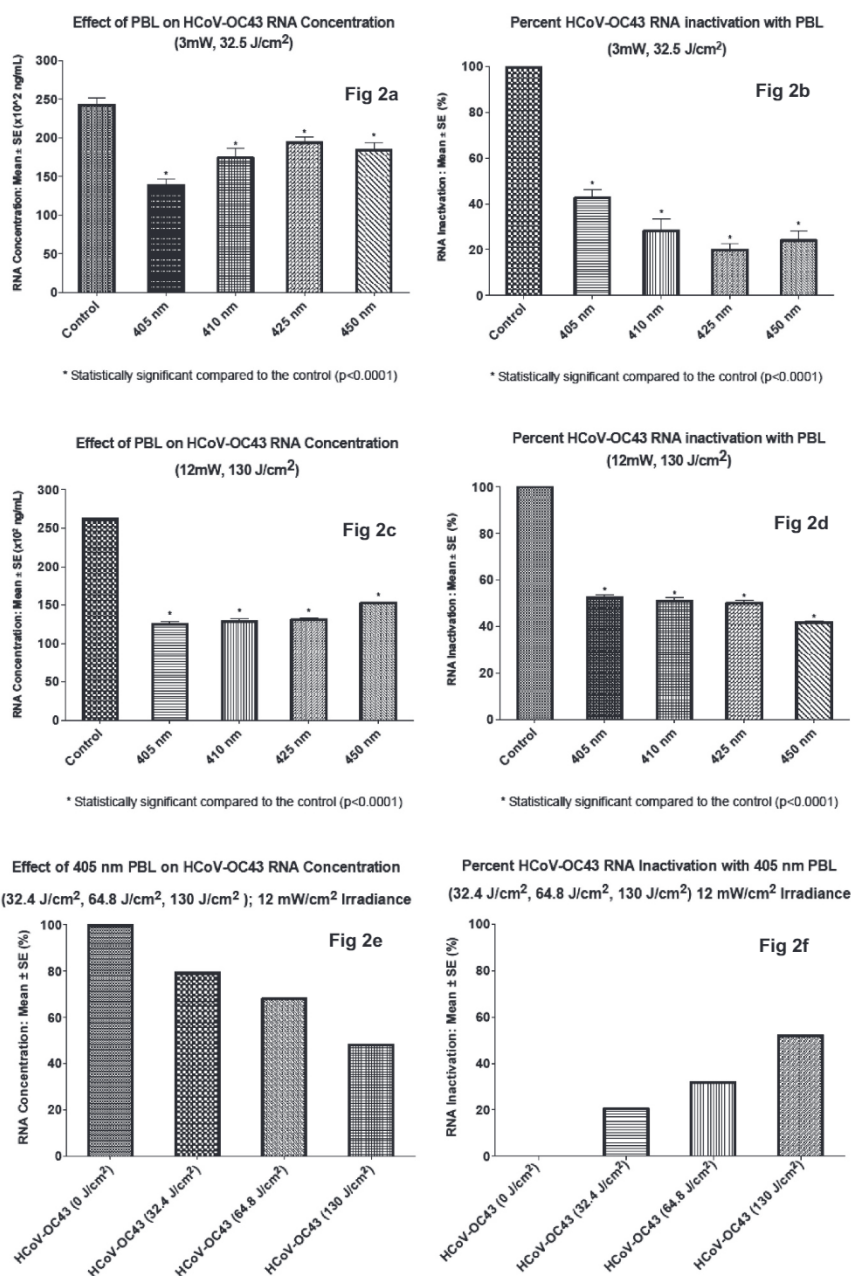 Effect of PBL on HCoV-OC43 RNA Concentration
(3mW, 32.5 J/cm²)
Fig 2a
RNA Concentration: Mean ± SE (x10^2 ng/mL)
300
250
200
150
100
50
0
*
*
*
*
Control
405 nm
410 nm
425 nm
450 nm
* Statistically significant compared to the control (p<0.0001)
Percent HCoV-OC43 RNA inactivation with PBL
(3mW, 32.5 J/cm²)
Fig 2b
RNA Inactivation : Mean ± SE (%)
100
80
60
40
20
0
*
*
*
*
Control
405 nm
410 nm
425 nm
450 nm
* Statistically significant compared to the control (p<0.0001)
Effect of PBL on HCoV-OC43 RNA Concentration
(12mW, 130 J/cm²)
Fig 2c
RNA Concentration: Mean ± SE (x10² ng/mL)
300
250
200
150
100
50
0
*
*
*
*
Control
405 nm
410 nm
425 nm
450 nm
* Statistically significant compared to the control (p<0.0001)
Percent HCoV-OC43 RNA inactivation with PBL
(12mW, 130 J/cm²)
Fig 2d
RNA Inactivation : Mean ± SE (%)
100
80
60
40
20
0
*
*
*
*
Control
405 nm
410 nm
425 nm
450 nm
* Statistically significant compared to the control (p<0.0001)
Effect of 405 nm PBL on HCoV-OC43 RNA Concentration
(32.4 J/cm², 64.8 J/cm², 130 J/cm² ); 12 mW/cm² Irradiance
Fig 2e
RNA Concentration: Mean ± SE (%)
100
80
60
40
20
0
HCoV-OC43 (0 J/cm²)
HCoV-OC43 (32.4 J/cm²)
HCoV-OC43 (64.8 J/cm²)
HCoV-OC43 (130 J/cm²)
Percent HCoV-OC43 RNA Inactivation with 405 nm PBL
(32.4 J/cm², 64.8 J/cm², 130 J/cm²) 12 mW/cm² Irradiance
Fig 2f
RNA Inactivation: Mean ± SE (%)
100
80
60
40
20
0
HCoV-OC43 (0 J/cm²)
HCoV-OC43 (32.4 J/cm²)
HCoV-OC43 (64.8 J/cm²)
HCoV-OC43 (130 J/cm²)